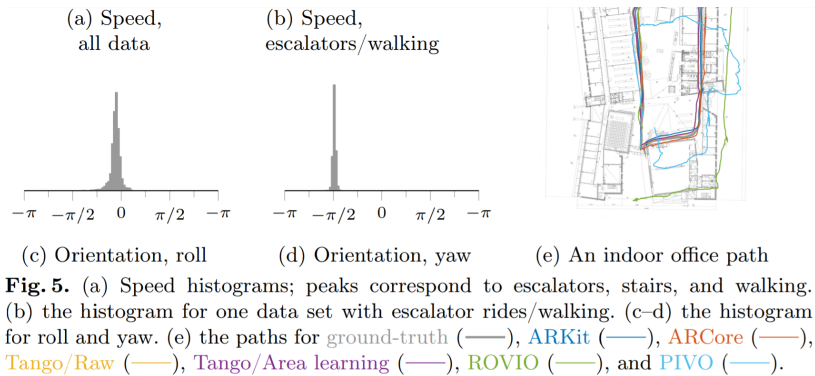 (a) Speed,
all data
(b) Speed,
escalators/walking
−π −π/2 0 π/2 −π
−π −π/2 0 π/2 −π
(c) Orientation, roll
(d) Orientation, yaw
(e) An indoor office path
Fig. 5. (a) Speed histograms; peaks correspond to escalators, stairs, and walking.
(b) the histogram for one data set with escalator rides/walking. (c–d) the histogram
for roll and yaw. (e) the paths for ground-truth (), ARKit (), ARCore (),
Tango/Raw (), Tango/Area learning (), ROVIO (), and PIVO ().